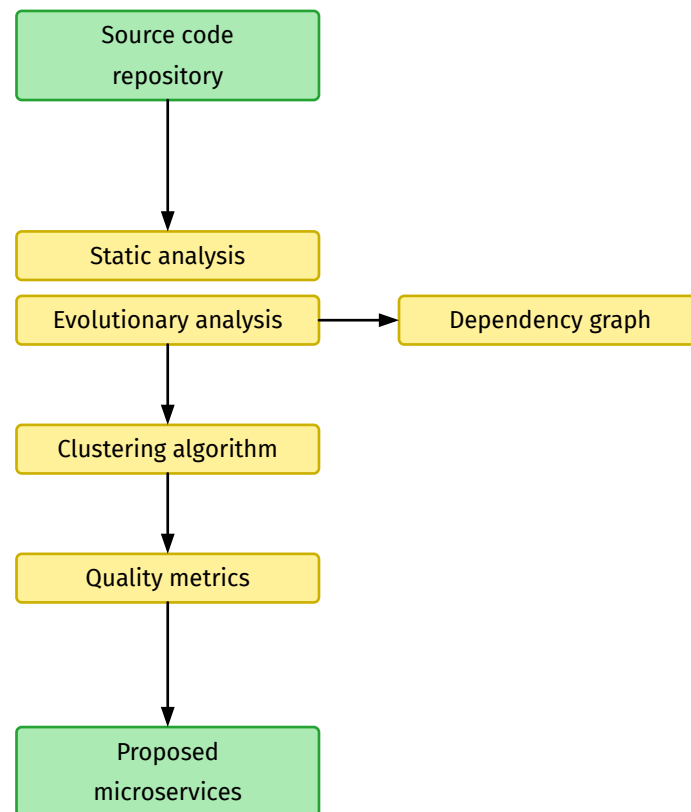 Source code
repository
Static analysis
Evolutionary analysis
Dependency graph
Clustering algorithm
Quality metrics
Proposed
microservices